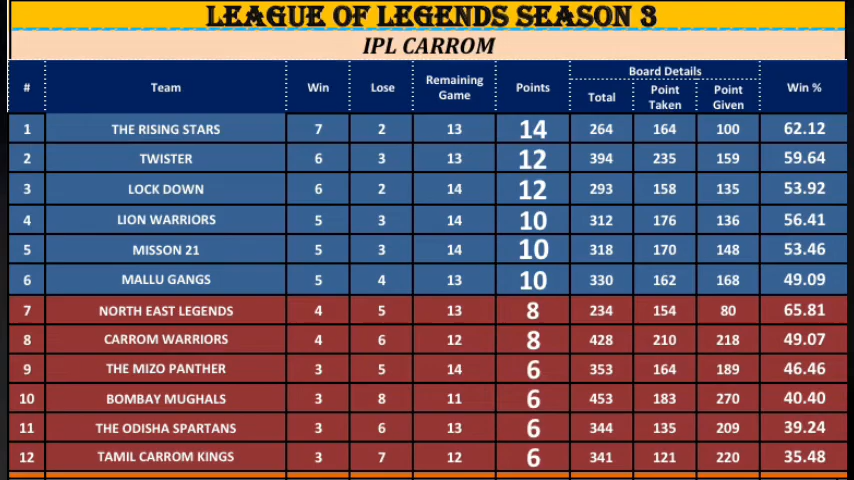 LEAGUE OF LEGENDS SEASON 3
IPL CARROM
# Team Win Lose Remaining Game Points Board Details Total Point Taken Point Given Win %
1 THE RISING STARS 7 2 13 14 264 164 100 62.12
2 TWISTER 6 3 13 12 394 235 159 59.64
3 LOCK DOWN 6 2 14 12 293 158 135 53.92
4 LION WARRIORS 5 3 14 10 312 176 136 56.41
5 MISSON 21 5 3 14 10 318 170 148 53.46
6 MALLU GANGS 5 4 13 10 330 162 168 49.09
7 NORTH EAST LEGENDS 4 5 13 8 234 154 80 65.81
8 CARROM WARRIORS 4 6 12 8 428 210 218 49.07
9 THE MIZO PANTHER 3 5 14 6 353 164 189 46.46
10 BOMBAY MUGHALS 3 8 11 6 453 183 270 40.40
11 THE ODISHA SPARTANS 3 6 13 6 344 135 209 39.24
12 TAMIL CARROM KINGS 3 7 12 6 341 121 220 35.48